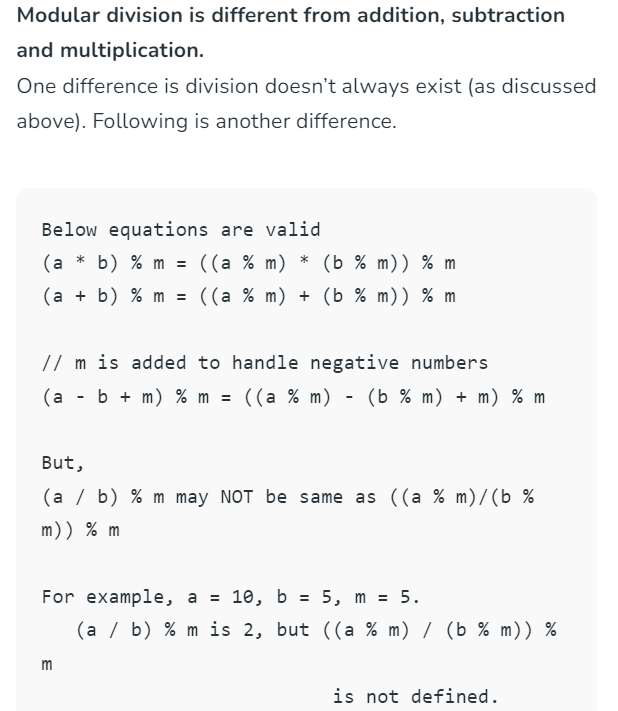 Modular division is different from addition, subtraction
and multiplication.
One difference is division doesn’t always exist (as discussed
above). Following is another difference.
Below equations are valid
(a * b) % m = ((a % m) * (b % m)) % m
(a + b) % m = ((a % m) + (b % m)) % m
// m is added to handle negative numbers
(a - b + m) % m = ((a % m) - (b % m) + m) % m
But,
(a / b) % m may NOT be same as ((a % m)/(b %
m)) % m
For example, a = 10, b = 5, m = 5.
(a / b) % m is 2, but ((a % m) / (b % m)) %
m
is not defined.